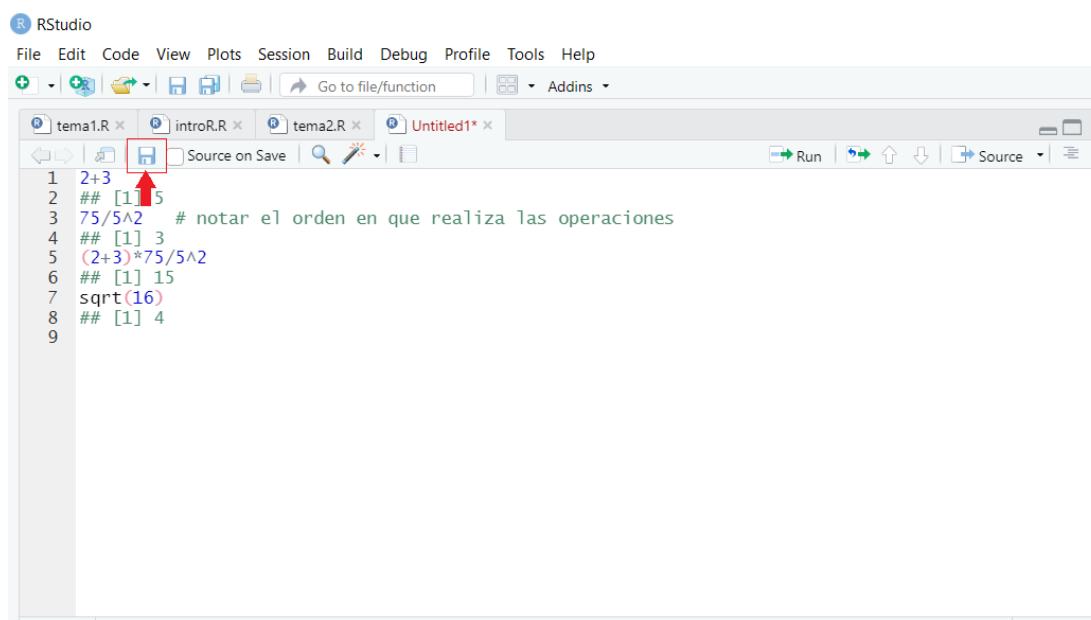 RStudio
File Edit Code View Plots Session Build Debug Profile Tools Help
Go to file/function Addins
tema1.R introR.R tema2.R Untitled1*
Source on Save Run Source
1 2+3
2 ## [1] 5
3 75/5^2 # notar el orden en que realiza las operaciones
4 ## [1] 3
5 (2+3)*75/5^2
6 ## [1] 15
7 sqrt(16)
8 ## [1] 4
9